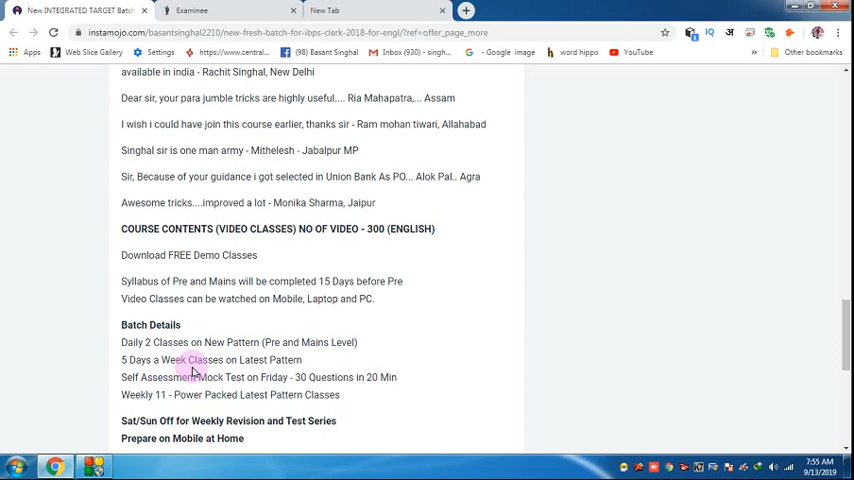 New INTEGRATED TARGET Batch
Examinee
New Tab
instamojo.com/basantsinghal2210/new-fresh-batch-for-ibps-clerk-2018-for-engl/?ref=offer_page_more
Apps
Web Slice Gallery
Settings
https://www.central...
(98) Basant Singhal
Inbox (930) - singh...
- Google image
word hippo
YouTube
Other bookmarks
available in india - Rachit Singhal, New Delhi
Dear sir, your para jumble tricks are highly useful.... Ria Mahapatra,... Assam
I wish i could have join this course earlier, thanks sir - Ram mohan tiwari, Allahabad
Singhal sir is one man army - Mithelesh - Jabalpur MP
Sir, Because of your guidance i got selected in Union Bank As PO... Alok Pal.. Agra
Awesome tricks....improved a lot - Monika Sharma, Jaipur
COURSE CONTENTS (VIDEO CLASSES) NO OF VIDEO - 300 (ENGLISH)
Download FREE Demo Classes
Syllabus of Pre and Mains will be completed 15 Days before Pre
Video Classes can be watched on Mobile, Laptop and PC.
Batch Details
Daily 2 Classes on New Pattern (Pre and Mains Level)
5 Days a Week Classes on Latest Pattern
Self Assessment Mock Test on Friday - 30 Questions in 20 Min
Weekly 11 - Power Packed Latest Pattern Classes
Sat/Sun Off for Weekly Revision and Test Series
Prepare on Mobile at Home
7:55 AM
9/13/2019